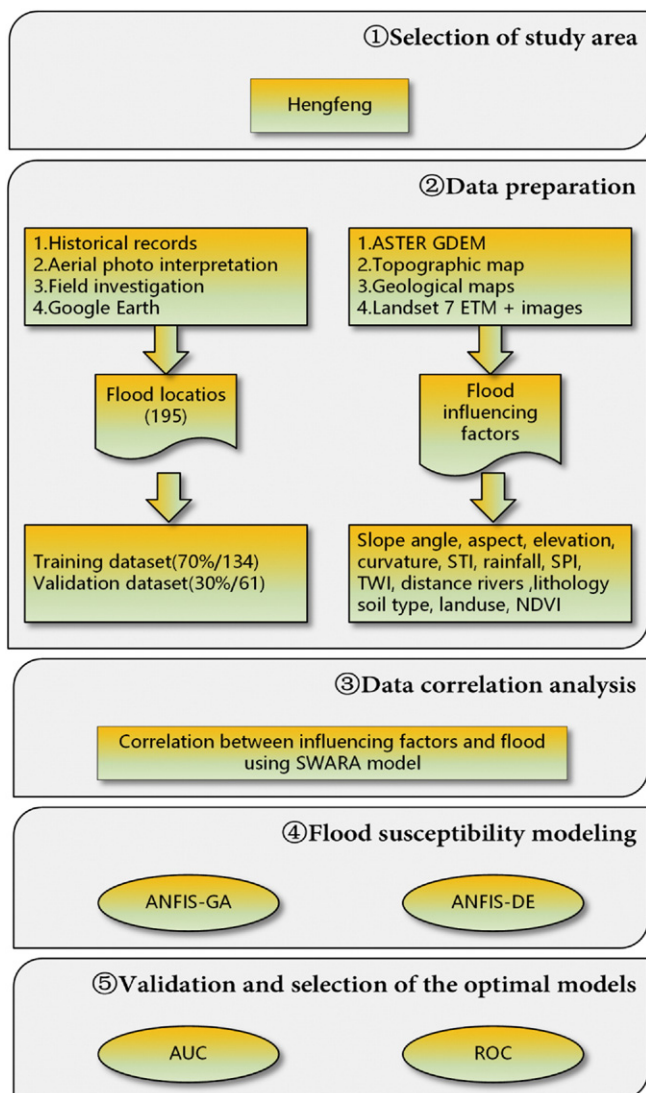 ①Selection of study area
Hengfeng
②Data preparation
1.Historical records
2.Aerial photo interpretation
3.Field investigation
4.Google Earth
1.ASTER GDEM
2.Topographic map
3.Geological maps
4.Landset 7 ETM + images
Flood locatios
(195)
Flood
influencing
factors
Training dataset(70%/134)
Validation dataset(30%/61)
Slope angle, aspect, elevation,
curvature, STI, rainfall, SPI,
TWI, distance rivers ,lithology
soil type, landuse, NDVI
③Data correlation analysis
Correlation between influencing factors and flood
using SWARA model
④Flood susceptibility modeling
ANFIS-GA
ANFIS-DE
⑤Validation and selection of the optimal models
AUC
ROC